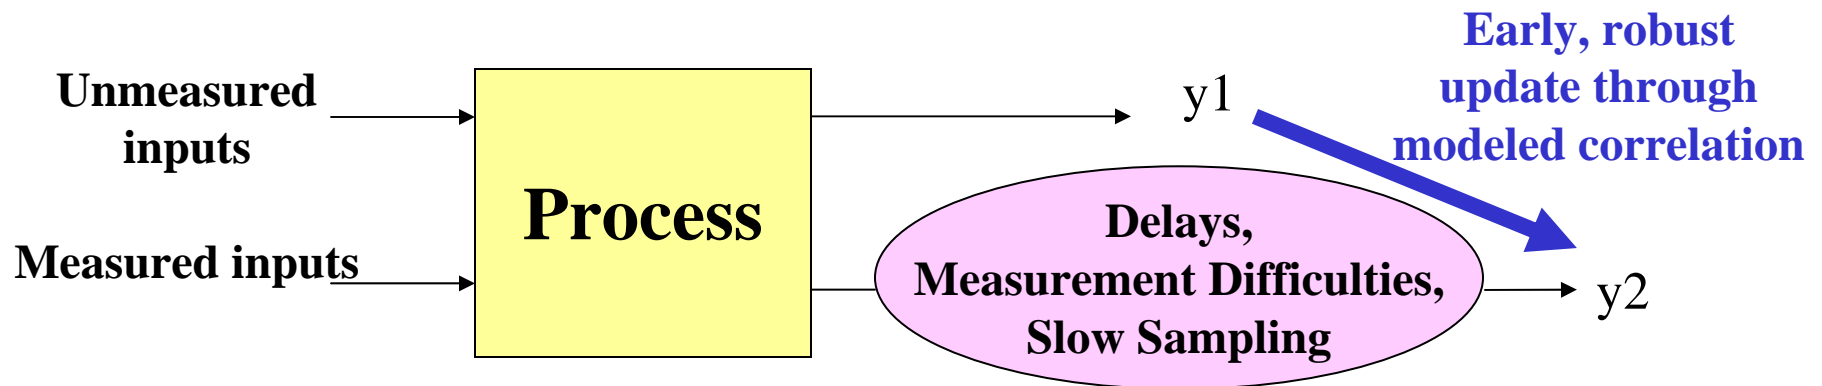 Unmeasured
inputs
Measured inputs
Process
y1
Delays,
Measurement Difficulties,
Slow Sampling
y2
Early, robust
update through
modeled correlation